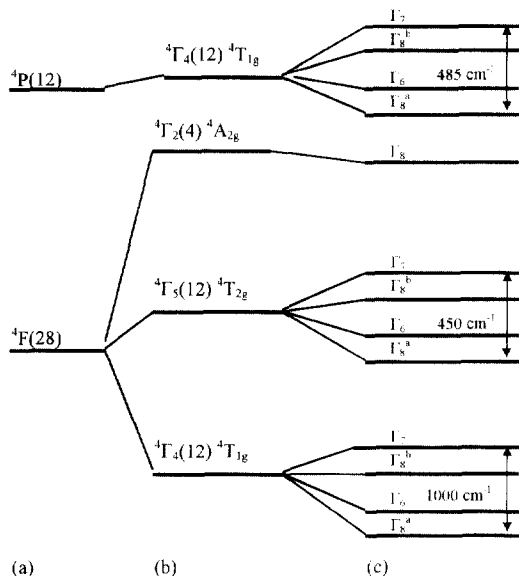 Γ₇
⁴Γ₄(12) ⁴T₁g Γ₈ᵇ
⁴P(12) Γ₆ 485 cm⁻¹
Γ₈ᵃ
⁴Γ₂(4) ⁴A₂g Γ₈
Γ₇
⁴Γ₅(12) ⁴T₂g Γ₈ᵇ
⁴F(28) Γ₆ 450 cm⁻¹
Γ₈ᵃ
⁴Γ₄(12) ⁴T₁g Γ₇
Γ₈ᵇ
Γ₆ 1000 cm⁻¹
Γ₈ᵃ
(a) (b) (c)